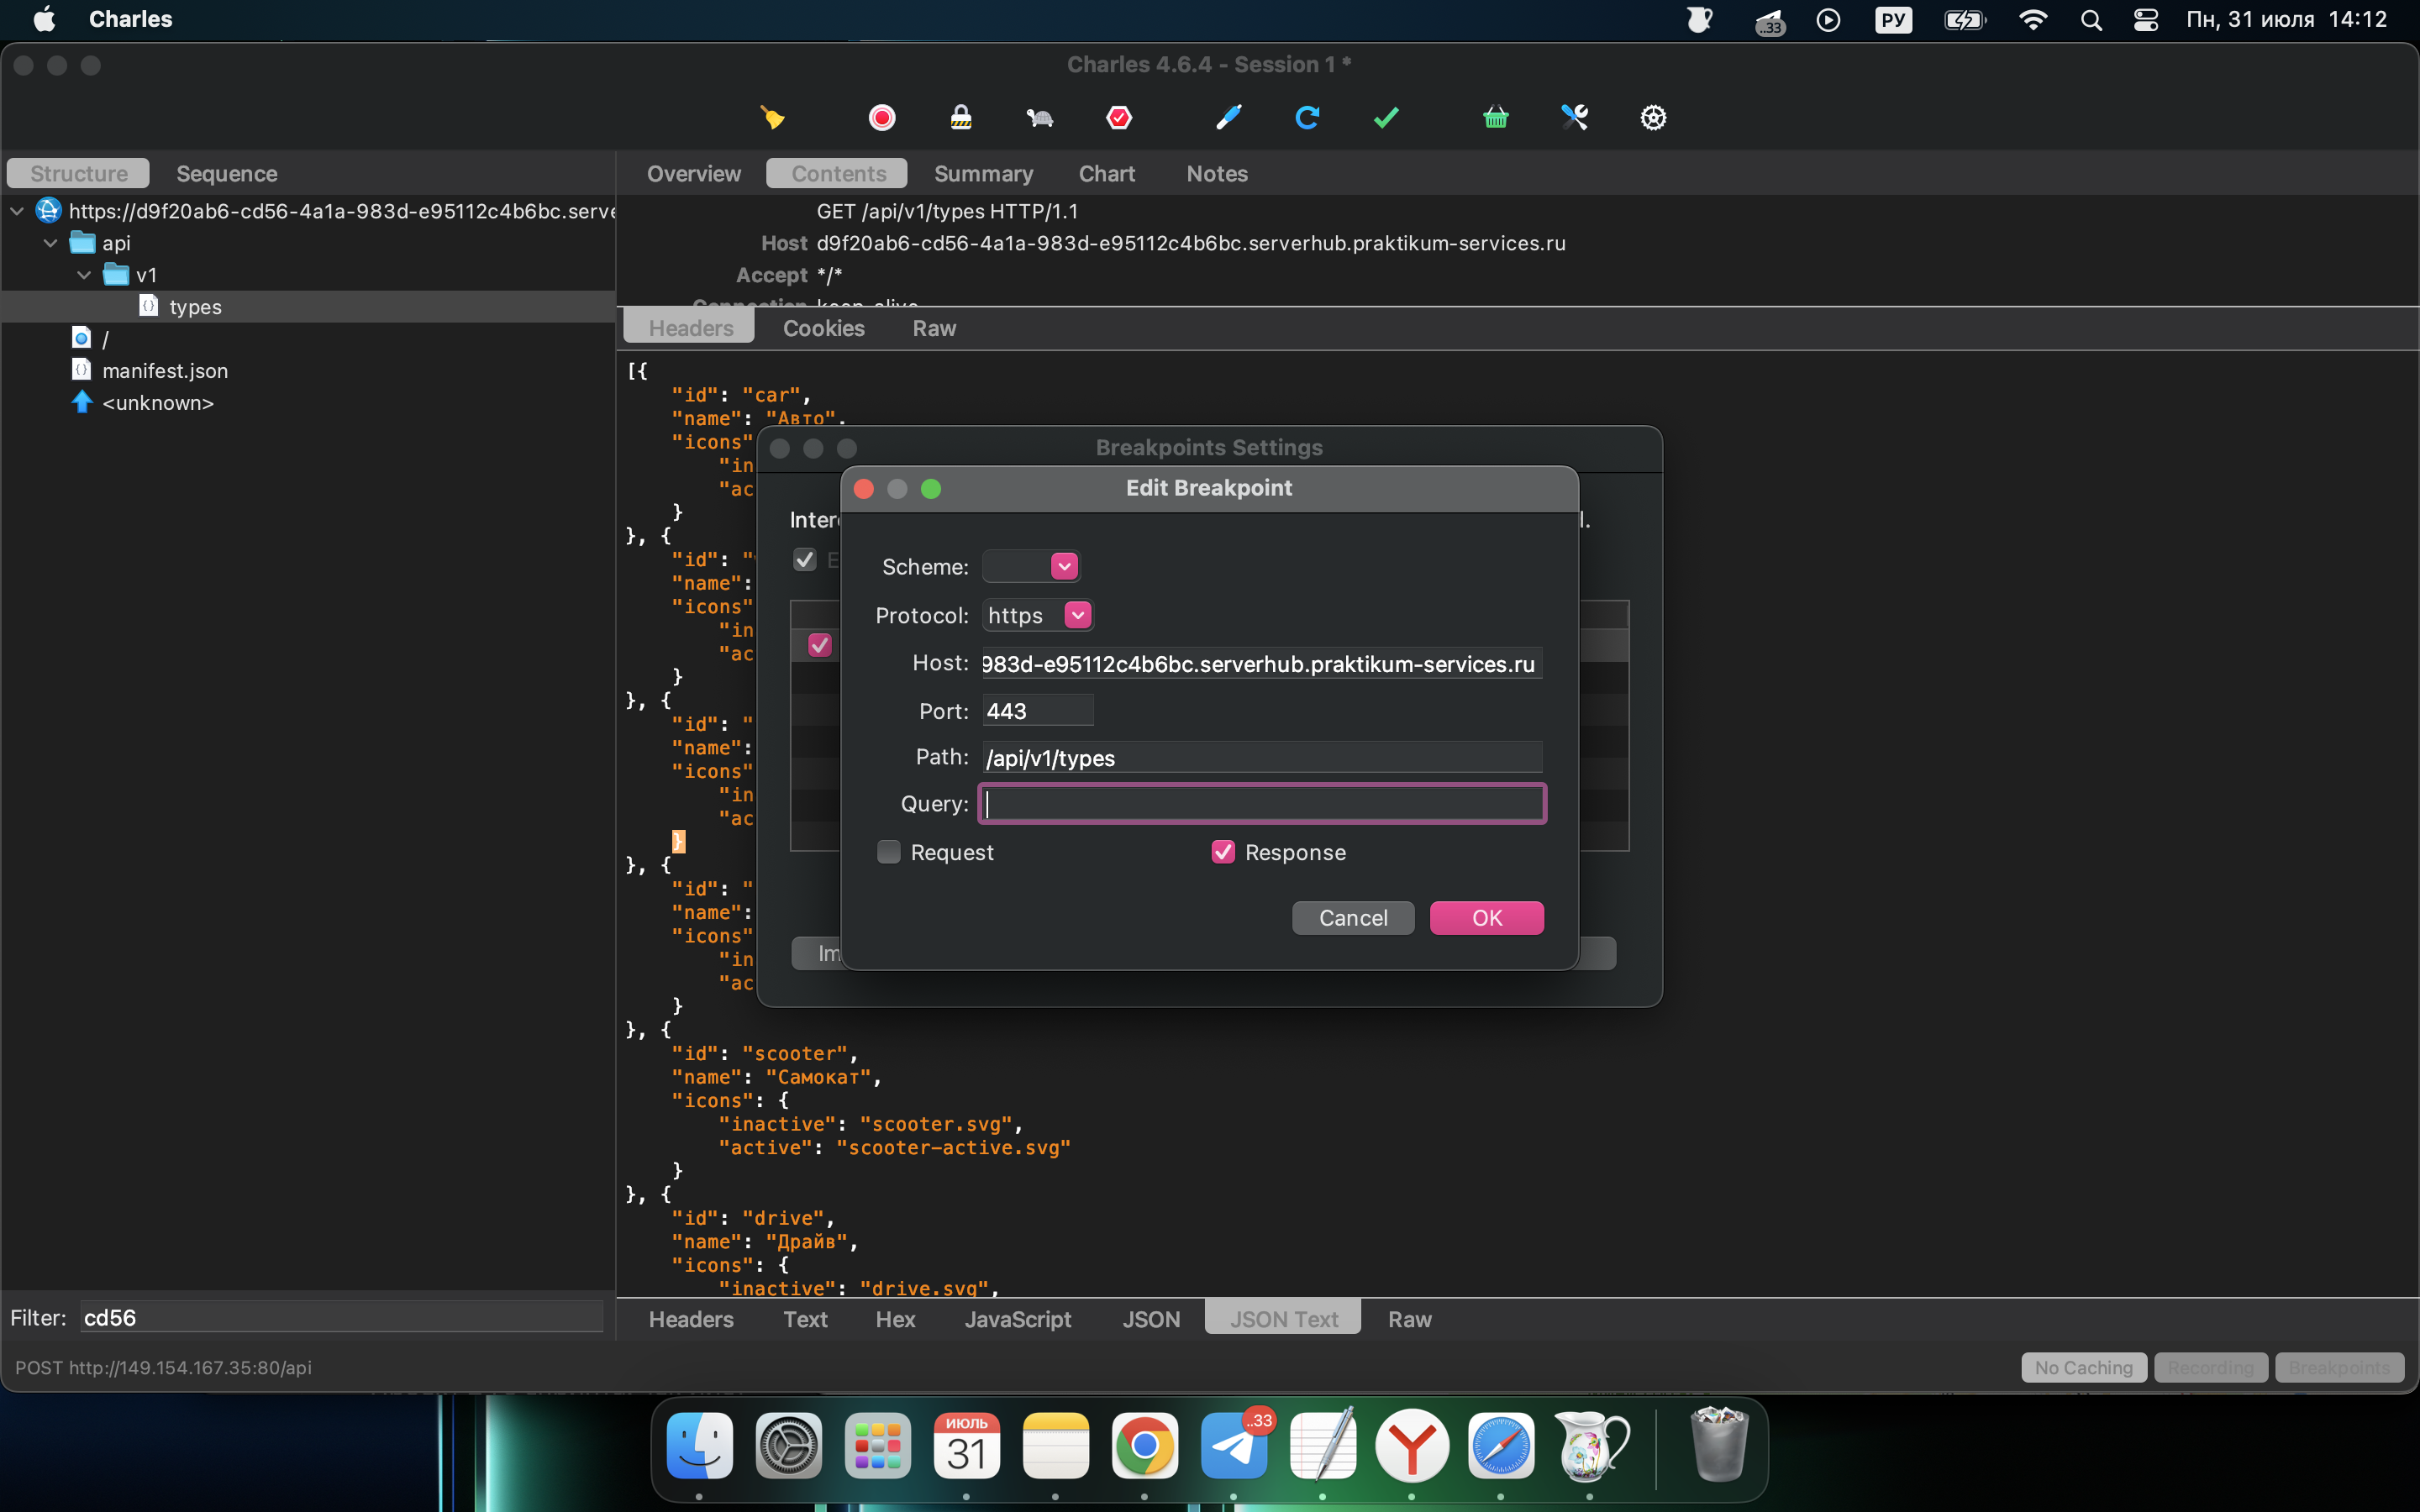 Charles
..33
РУ
Пн, 31 июля 14:12
Charles 4.6.4 - Session 1 *
Structure
Sequence
Overview
Contents
Summary
Chart
Notes
https://d9f20ab6-cd56-4a1a-983d-e95112c4b6bc.serve
api
v1
types
/
manifest.json
<unknown>
GET /api/v1/types HTTP/1.1
Host d9f20ab6-cd56-4a1a-983d-e95112c4b6bc.serverhub.praktikum-services.ru
Accept */*
Connection keep-alive
Headers
Cookies
Raw
[{
"id": "car",
"name": "Авто",
"icons"
"in
"ac
}
}, {
"id": "
"name":
"icons"
"in
"ac
}
}, {
"id": "
"name":
"icons"
"in
"ac
}
}, {
"id": "
"name":
"icons"
"in
"ac
}
}, {
"id": "scooter",
"name": "Самокат",
"icons": {
"inactive": "scooter.svg",
"active": "scooter-active.svg"
}
}, {
"id": "drive",
"name": "Драйв",
"icons": {
"inactive": "drive.svg",
Breakpoints Settings
Inter
l.
E
Im
Edit Breakpoint
Scheme:
Protocol: https
Host: 983d-e95112c4b6bc.serverhub.praktikum-services.ru
Port: 443
Path: /api/v1/types
Query:
Request
Response
Cancel
OK
Filter: cd56
Headers
Text
Hex
JavaScript
JSON
JSON Text
Raw
POST http://149.154.167.35:80/api
No Caching
Recording
Breakpoints
ИЮЛЬ
31
..33